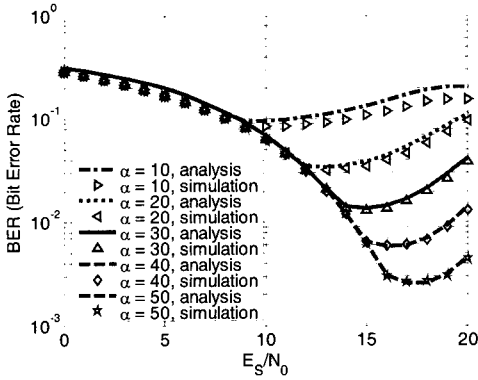 10^0
10^-1
10^-2
10^-3
BER (Bit Error Rate)
α = 10, analysis
α = 10, simulation
α = 20, analysis
α = 20, simulation
α = 30, analysis
α = 30, simulation
α = 40, analysis
α = 40, simulation
α = 50, analysis
α = 50, simulation
0 5 10 15 20
E_S/N_0